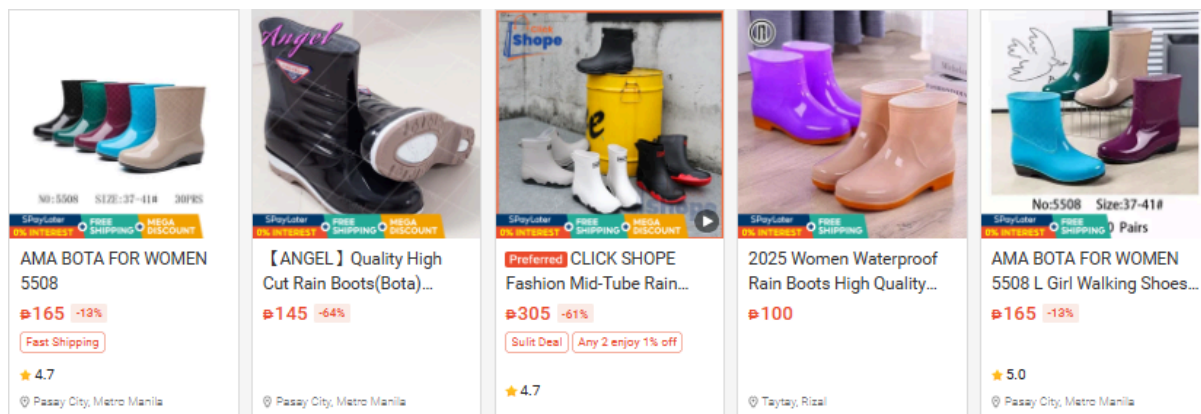 NO:5508 SIZE:37-41# 30PRS
SPayLater
0% INTEREST
FREE
SHIPPING
MEGA
DISCOUNT
AMA BOTA FOR WOMEN
5508
₱165 -13%
Fast Shipping
4.7
Pasay City, Metro Manila
Angel
SPayLater
0% INTEREST
FREE
SHIPPING
MEGA
DISCOUNT
【ANGEL】Quality High
Cut Rain Boots(Bota)...
₱145 -64%
Pasay City, Metro Manila
Shope
SPayLater
0% INTEREST
FREE
SHIPPING
MEGA
DISCOUNT
Preferred CLICK SHOPE
Fashion Mid-Tube Rain...
₱305 -61%
Sulit Deal Any 2 enjoy 1% off
4.7
SPayLater
0% INTEREST
FREE
SHIPPING
2025 Women Waterproof
Rain Boots High Quality...
₱100
Taytay, Rizal
No:5508 Size:37-41#
Pairs
SPayLater
0% INTEREST
FREE
SHIPPING
AMA BOTA FOR WOMEN
5508 L Girl Walking Shoes...
₱165 -13%
5.0
Pasay City, Metro Manila